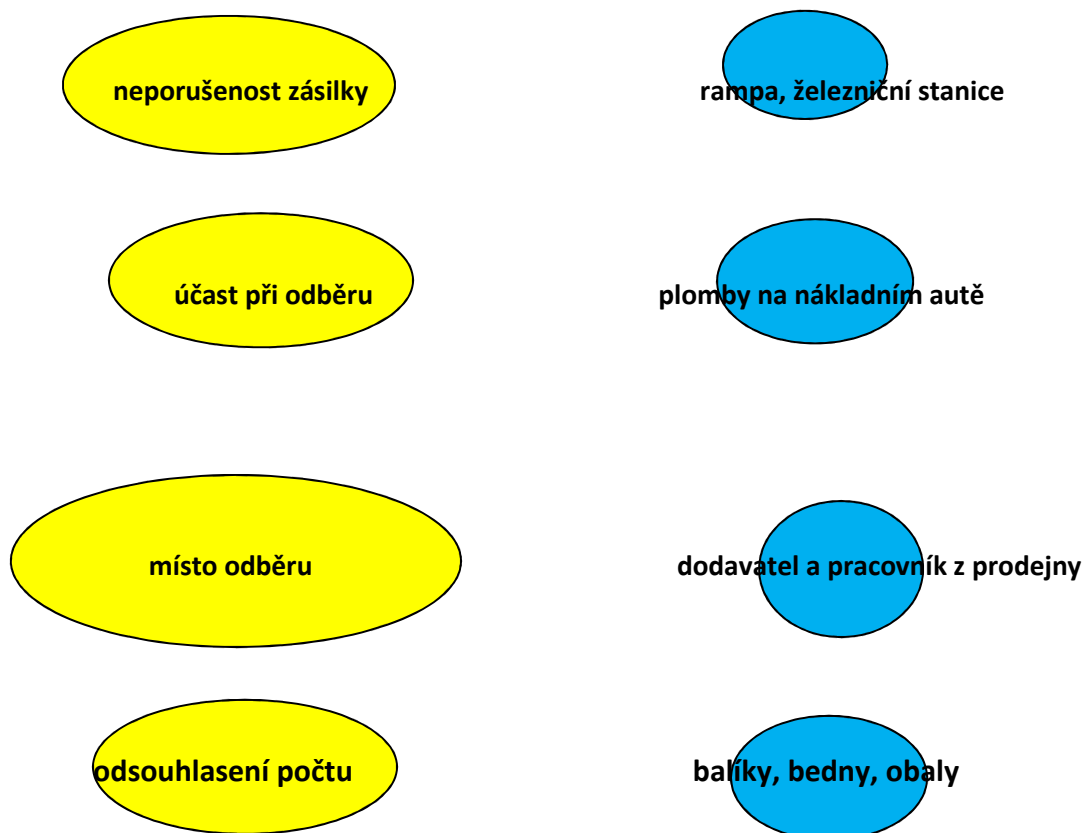 neporušenost zásilky
rampa, železniční stanice
účast při odběru
plomby na nákladním autě
místo odběru
dodavatel a pracovník z prodejny
odsouhlasení počtu
balíky, bedny, obaly